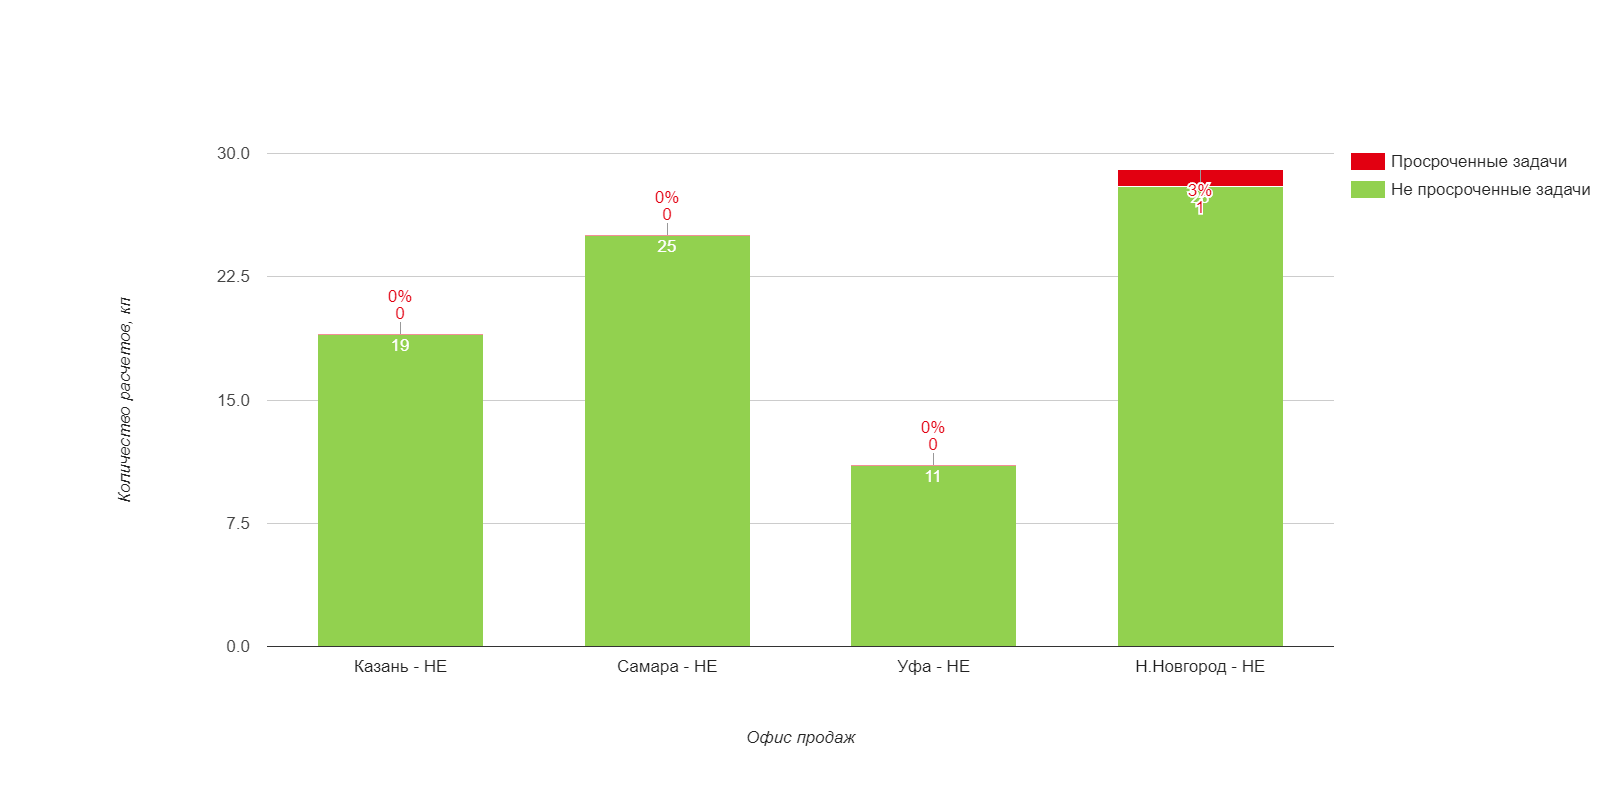 30.0
22.5
15.0
7.5
0.0
Количество расчетов, кп
0%
0
19
0%
0
25
0%
0
11
3%
1
Казань - НЕ
Самара - НЕ
Уфа - НЕ
Н.Новгород - НЕ
Офис продаж
Просроченные задачи
Не просроченные задачи